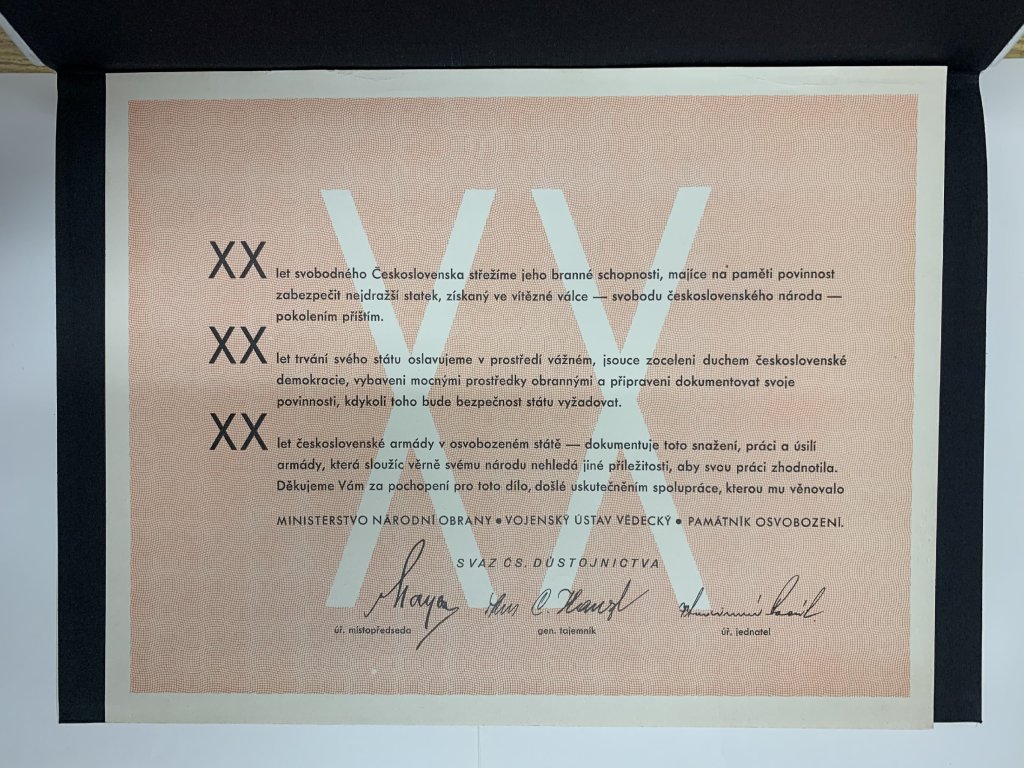 XX
XX let svobodného Československa střežíme jeho branné schopnosti, majíce na paměti povinnost
zabezpečit nejdražší statek, získaný ve vítězné válce — svobodu československého národa —
pokolením příštím.
XX let trvání svého státu oslavujeme v prostředí vážném, jsouce zoceleni duchem československé
demokracie, vybaveni mocnými prostředky obrannými a připraveni dokumentovat svoje
povinnosti, kdykoli toho bude bezpečnost státu vyžadovat.
XX let československé armády v osvobozeném státě — dokumentuje toto snažení, práci a úsilí
armády, která sloužíc věrně svému národu nehledá jiné příležitosti, aby svou práci zhodnotila.
Děkujeme Vám za pochopení pro toto dílo, došlé uskutečněním spolupráce, kterou mu věnovalo
MINISTERSTVO NÁRODNÍ OBRANY • VOJENSKÝ ÚSTAV VĚDECKÝ • PAMÁTNÍK OSVOBOZENÍ.
SVAZ ČS. DŮSTOJNICTVA
úř. místopředseda gen. tajemník úř. jednatel